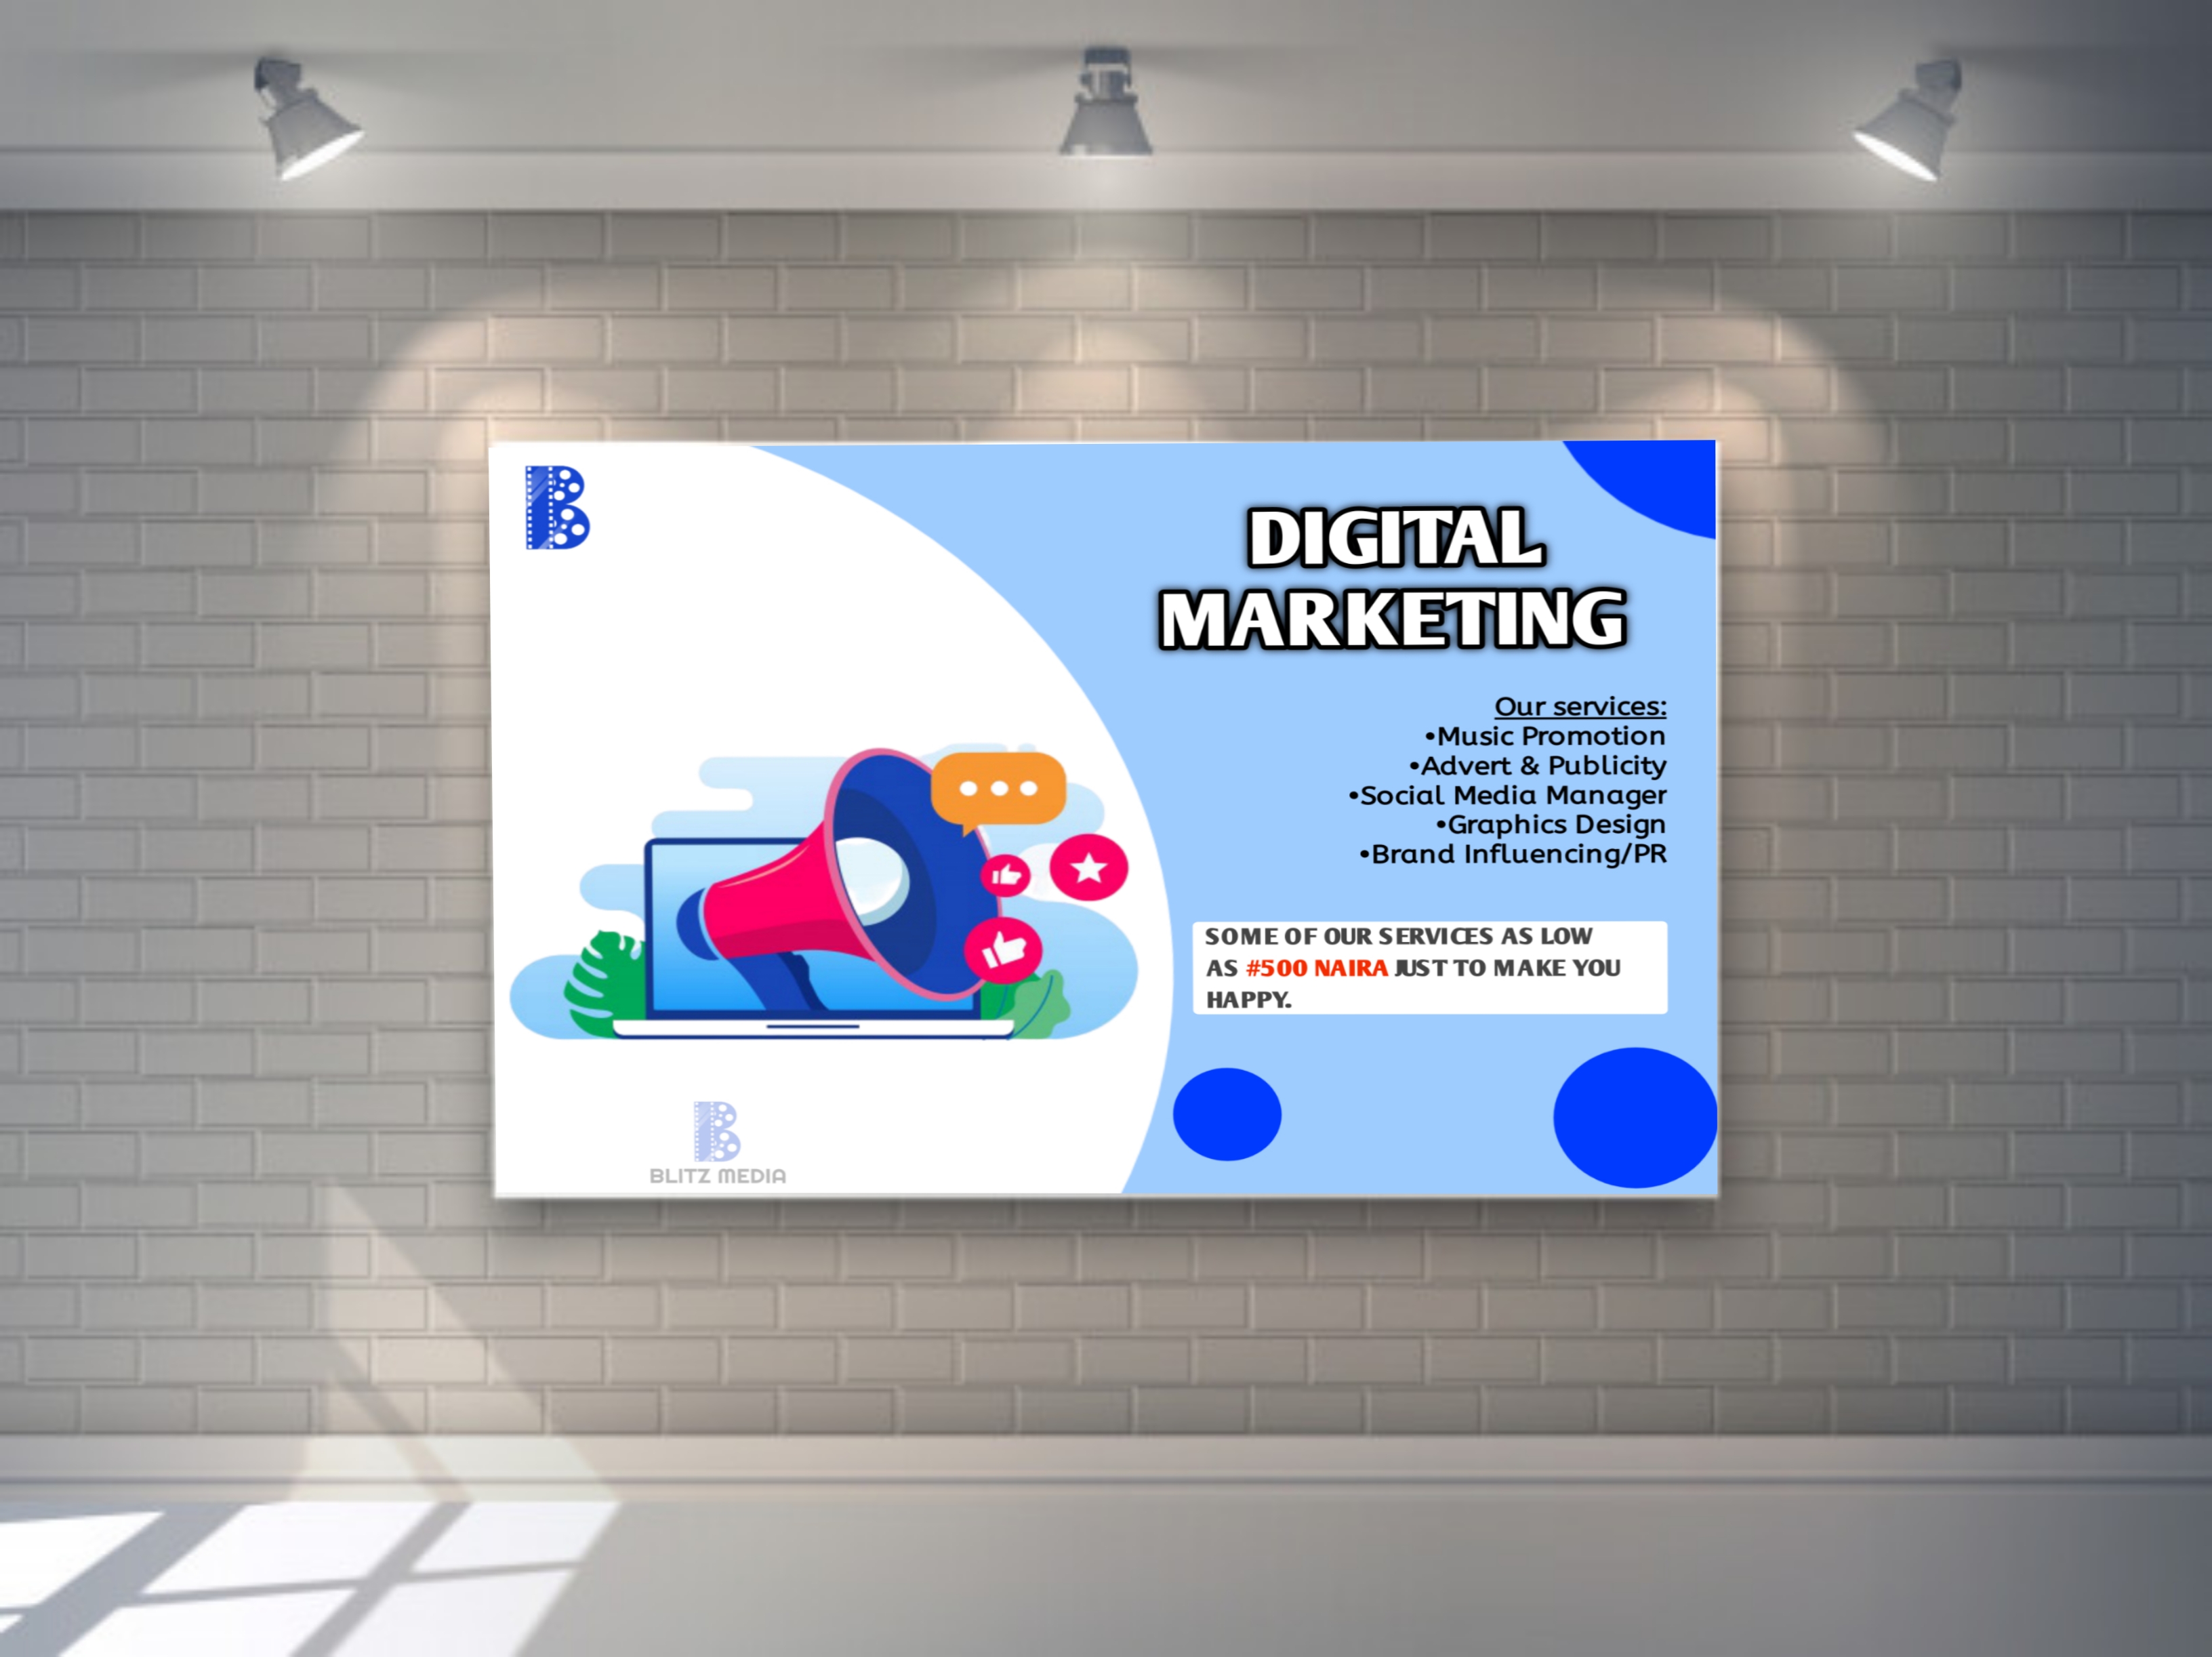 B
DIGITAL
MARKETING
Our services:
•Music Promotion
•Advert & Publicity
•Social Media Manager
•Graphics Design
•Brand Influencing/PR
SOME OF OUR SERVICES AS LOW
AS #500 NAIRA JUST TO MAKE YOU
HAPPY.
B
BLITZ MEDIA